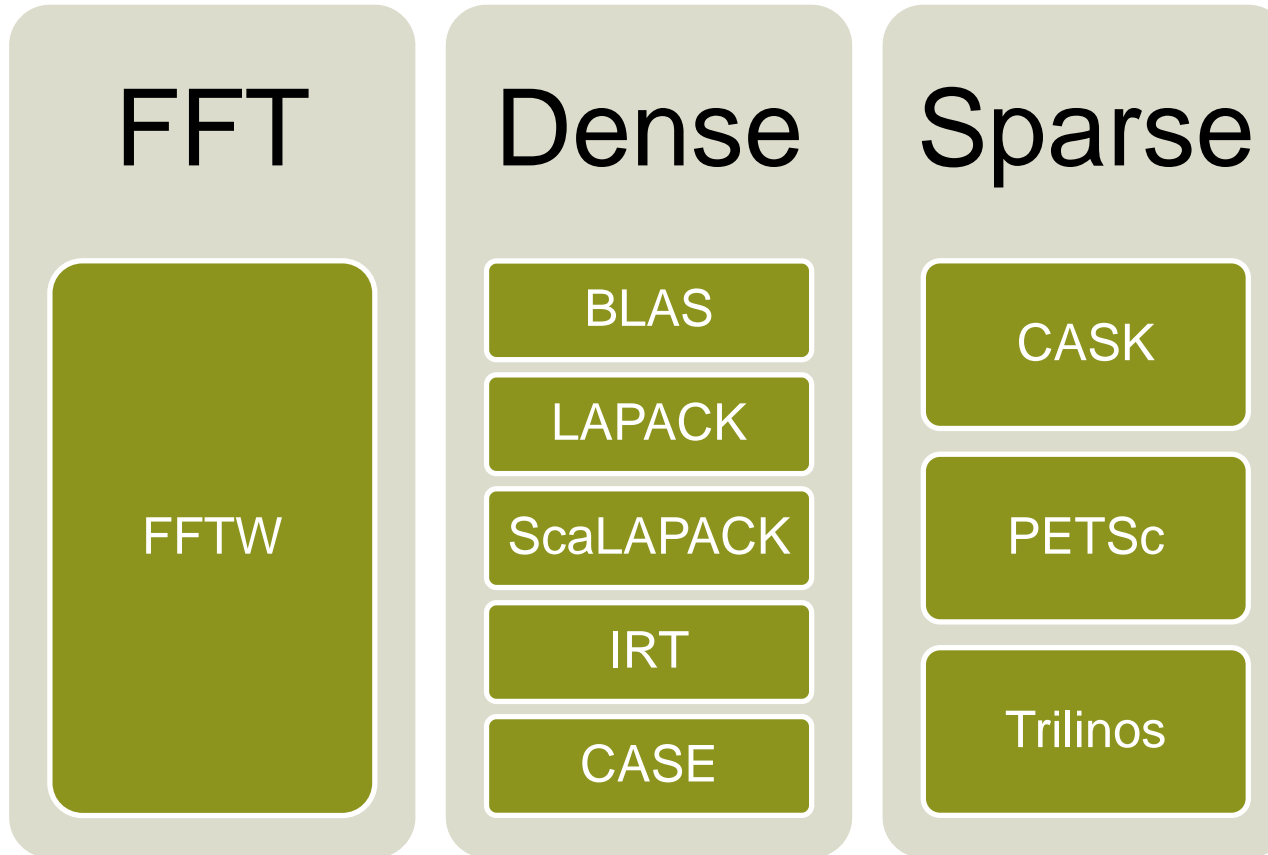 FFT
FFTW
Dense
BLAS
LAPACK
ScaLAPACK
IRT
CASE
Sparse
CASK
PETSc
Trilinos